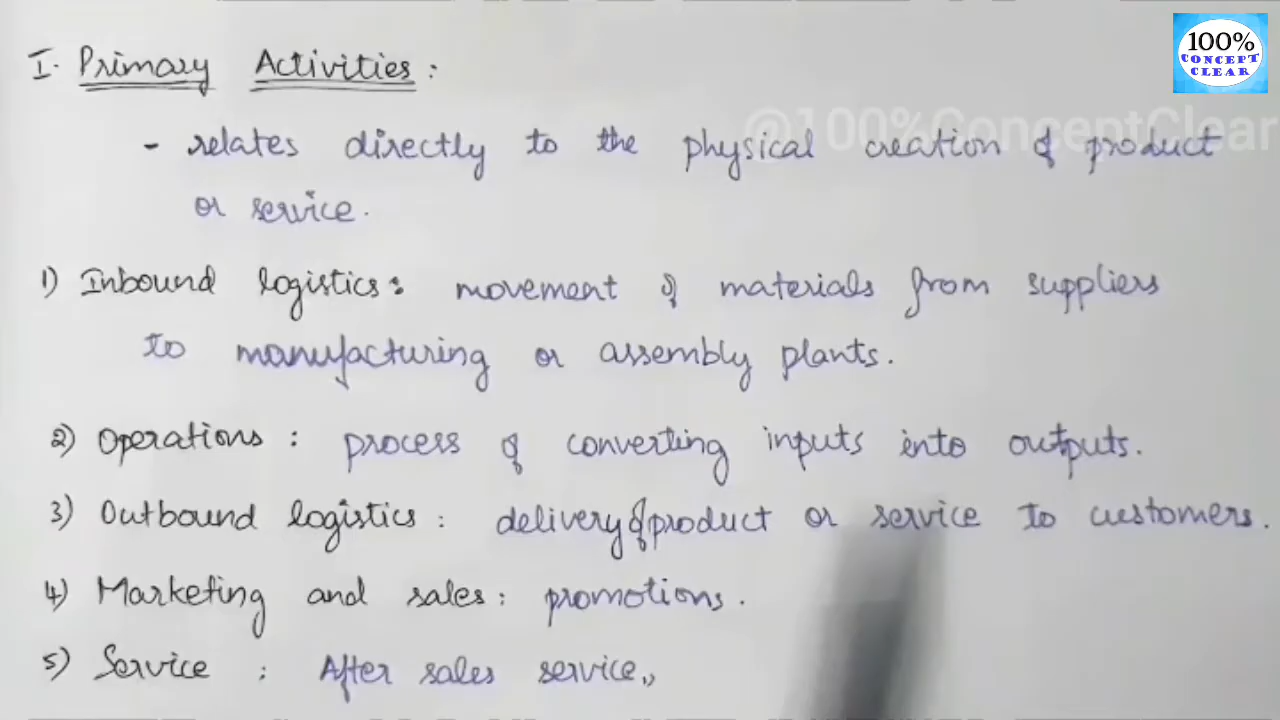 100%
CONCEPT
CLEAR
@100%ConceptClear
I. Primary Activities :
- relates directly to the physical creation of product
or service.
1) Inbound logistics : movement of materials from suppliers
to manufacturing or assembly plants.
2) Operations : process of converting inputs into outputs.
3) Outbound logistics : delivery of product or service to customers.
4) Marketing and sales : promotions.
5) Service : After sales service.,